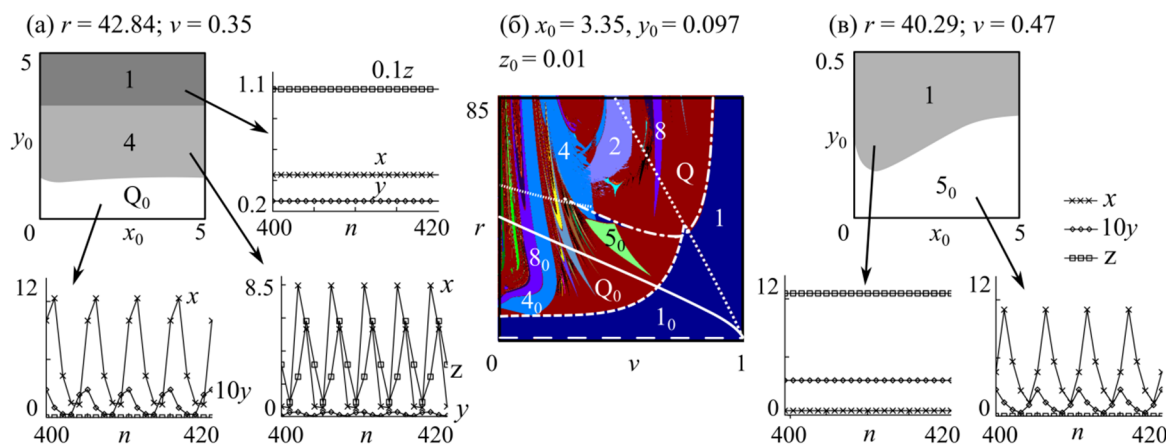 (а) r = 42.84; v = 0.35
5
1
4
Q₀
y₀
0
x₀
5
0.1z
1.1
x
y
0.2
400
n
420
12
x
10y
0
400
n
420
8.5
x
z
y
0
400
n
420
(б) x₀ = 3.35, y₀ = 0.097
z₀ = 0.01
85
4
2
8
Q
1
r
5₀
8₀
4₀
Q₀
1₀
0
v
1
(в) r = 40.29; v = 0.47
0.5
1
5₀
y₀
0
x₀
5
x
10y
z
12
0
400
n
420
12
0
400
n
420